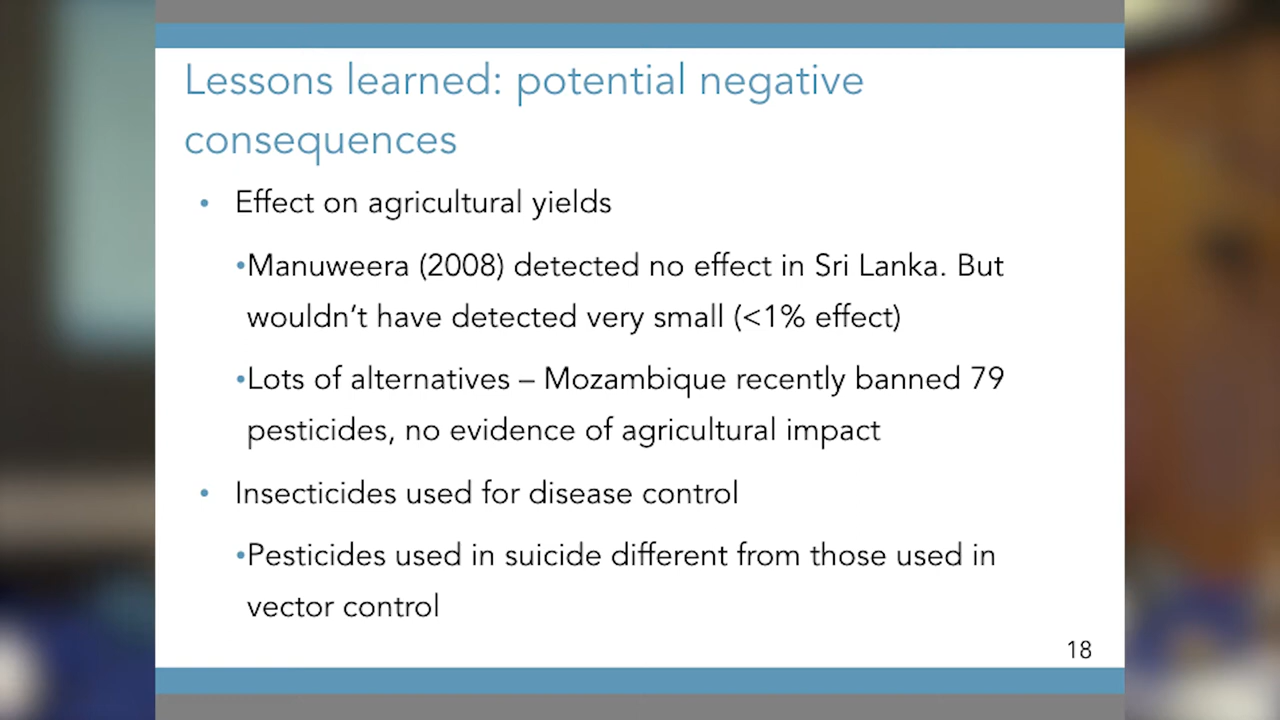 Lessons learned: potential negative
consequences
• Effect on agricultural yields
•Manuweera (2008) detected no effect in Sri Lanka. But
wouldn’t have detected very small (<1% effect)
•Lots of alternatives – Mozambique recently banned 79
pesticides, no evidence of agricultural impact
• Insecticides used for disease control
•Pesticides used in suicide different from those used in
vector control
18